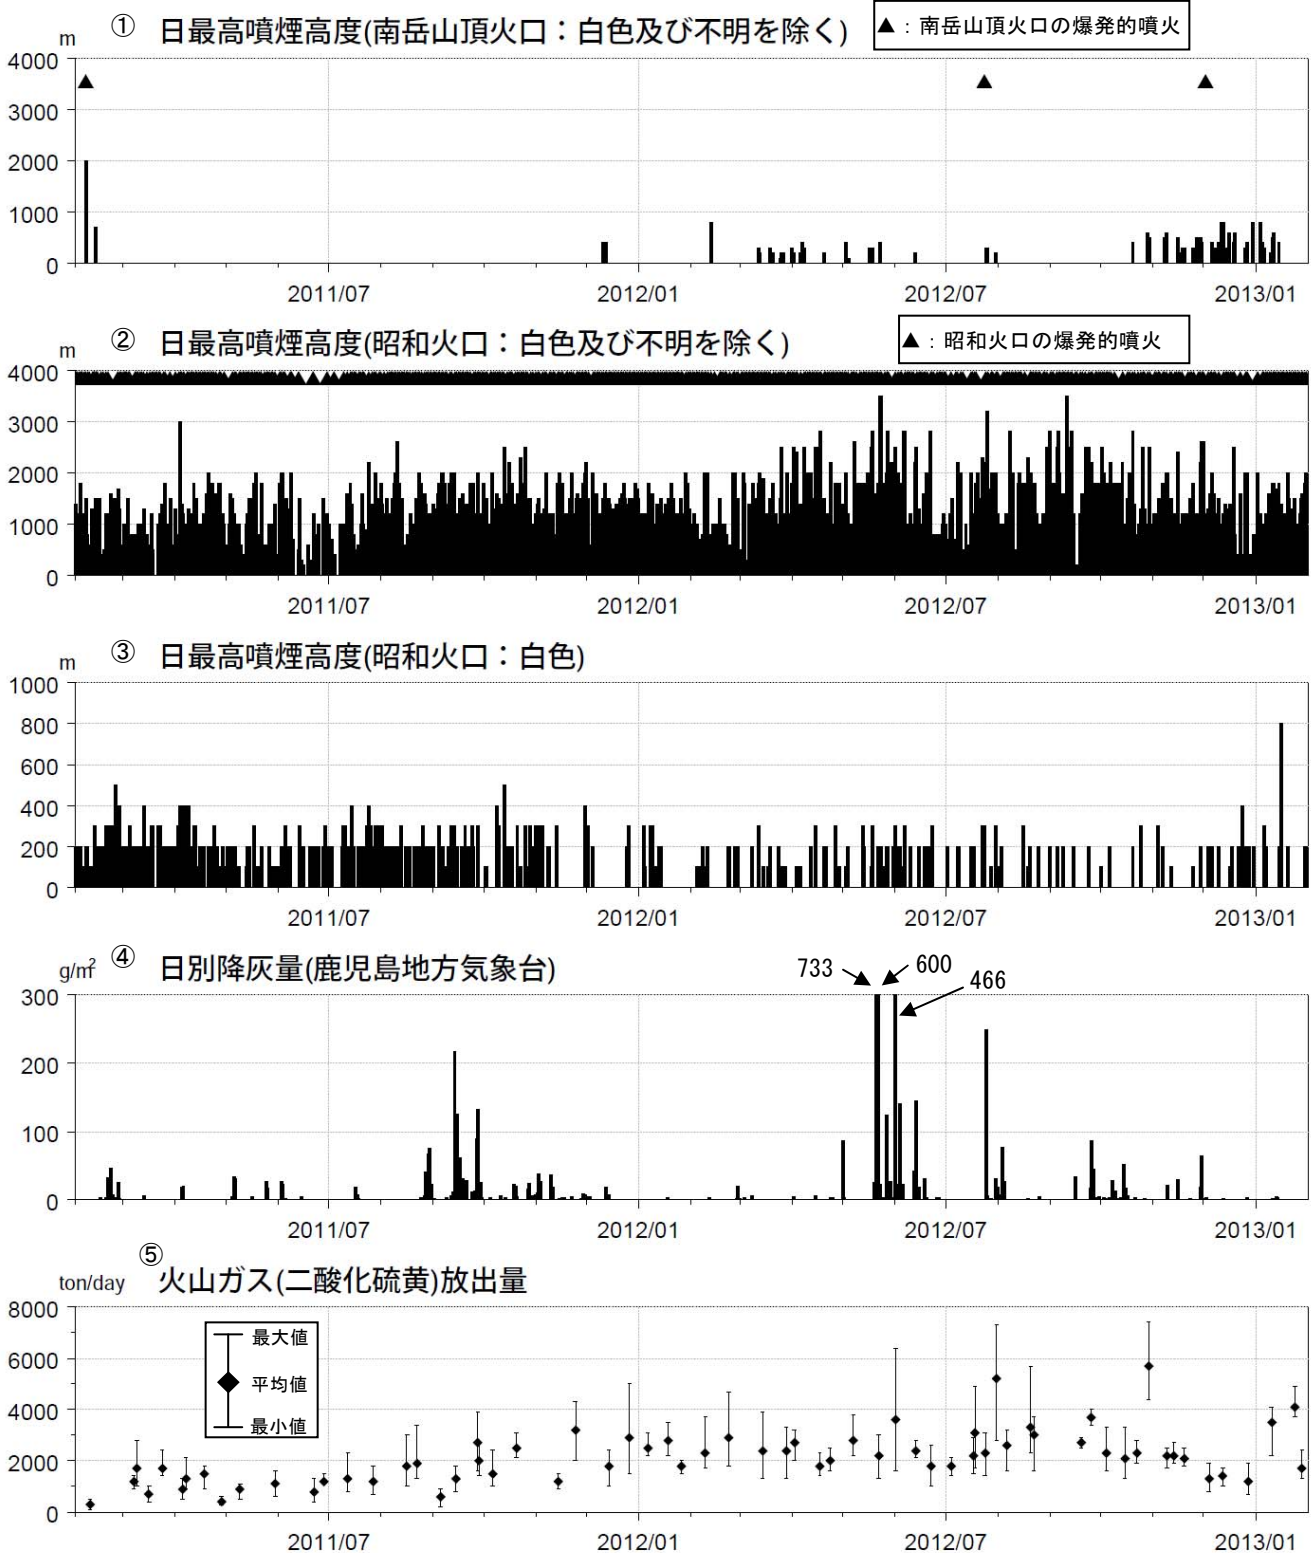 ① 日最高噴煙高度(南岳山頂火口：白色及び不明を除く)
▲：南岳山頂火口の爆発的噴火
m
4000
3000
2000
1000
0
2011/07 2012/01 2012/07 2013/01
② 日最高噴煙高度(昭和火口：白色及び不明を除く)
▲：昭和火口の爆発的噴火
m
4000
3000
2000
1000
0
2011/07 2012/01 2012/07 2013/01
③ 日最高噴煙高度(昭和火口：白色)
m
1000
800
600
400
200
0
2011/07 2012/01 2012/07 2013/01
④ 日別降灰量(鹿児島地方気象台)
g/㎡
733 600
466
300
200
100
0
2011/07 2012/01 2012/07 2013/01
⑤ 火山ガス(二酸化硫黄)放出量
ton/day
8000
6000
4000
2000
0
最大値
平均値
最小値
2011/07 2012/01 2012/07 2013/01